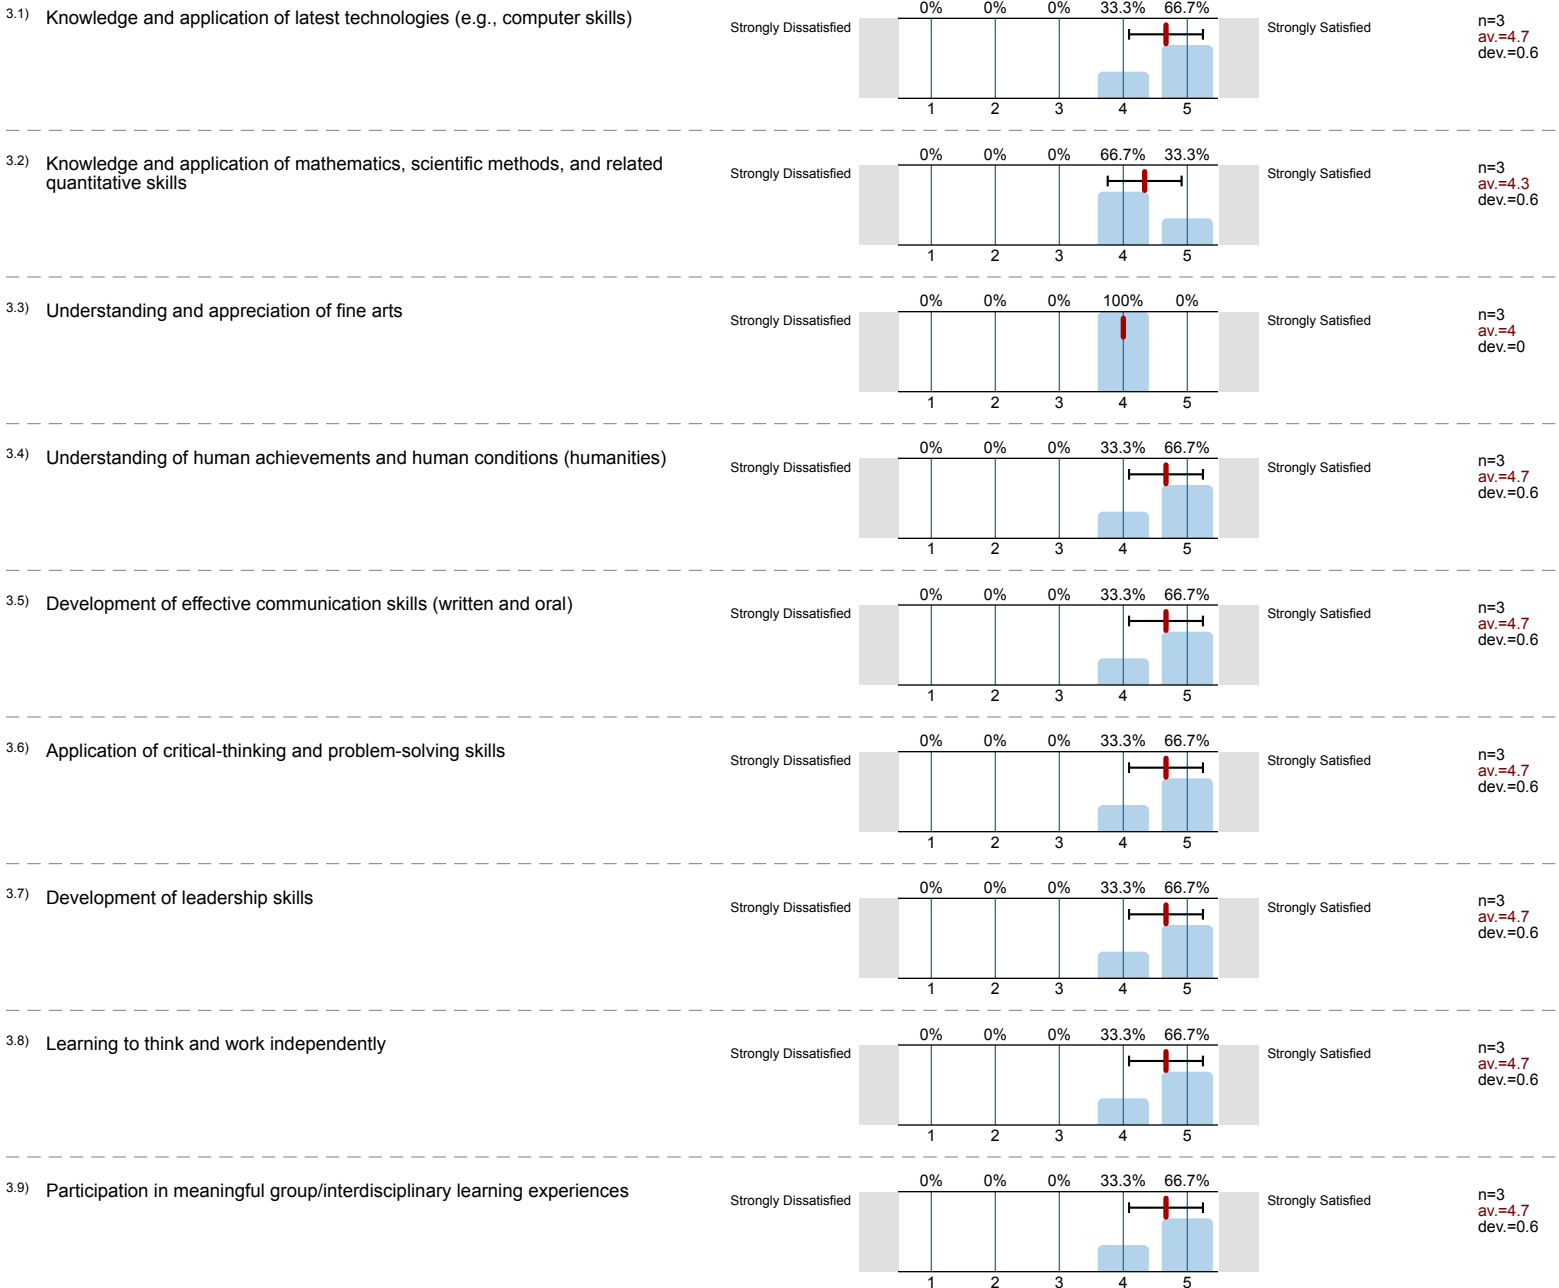 3.1) Knowledge and application of latest technologies (e.g., computer skills)
0% 0% 0% 33.3% 66.7%
Strongly Dissatisfied Strongly Satisfied
n=3
av.=4.7
dev.=0.6
1 2 3 4 5
3.2) Knowledge and application of mathematics, scientific methods, and related
quantitative skills
0% 0% 0% 66.7% 33.3%
Strongly Dissatisfied Strongly Satisfied
n=3
av.=4.3
dev.=0.6
1 2 3 4 5
3.3) Understanding and appreciation of fine arts
0% 0% 0% 100% 0%
Strongly Dissatisfied Strongly Satisfied
n=3
av.=4
dev.=0
1 2 3 4 5
3.4) Understanding of human achievements and human conditions (humanities)
0% 0% 0% 33.3% 66.7%
Strongly Dissatisfied Strongly Satisfied
n=3
av.=4.7
dev.=0.6
1 2 3 4 5
3.5) Development of effective communication skills (written and oral)
0% 0% 0% 33.3% 66.7%
Strongly Dissatisfied Strongly Satisfied
n=3
av.=4.7
dev.=0.6
1 2 3 4 5
3.6) Application of critical-thinking and problem-solving skills
0% 0% 0% 33.3% 66.7%
Strongly Dissatisfied Strongly Satisfied
n=3
av.=4.7
dev.=0.6
1 2 3 4 5
3.7) Development of leadership skills
0% 0% 0% 33.3% 66.7%
Strongly Dissatisfied Strongly Satisfied
n=3
av.=4.7
dev.=0.6
1 2 3 4 5
3.8) Learning to think and work independently
0% 0% 0% 33.3% 66.7%
Strongly Dissatisfied Strongly Satisfied
n=3
av.=4.7
dev.=0.6
1 2 3 4 5
3.9) Participation in meaningful group/interdisciplinary learning experiences
0% 0% 0% 33.3% 66.7%
Strongly Dissatisfied Strongly Satisfied
n=3
av.=4.7
dev.=0.6
1 2 3 4 5